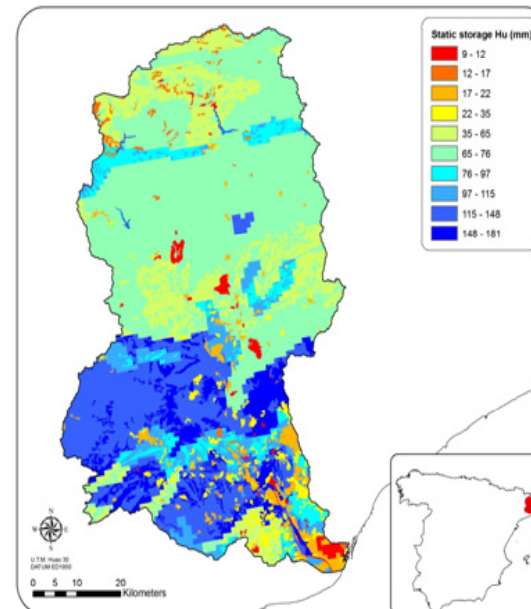 Static storage Hu (mm)
9 - 12
12 - 17
17 - 22
22 - 35
35 - 65
65 - 76
76 - 97
97 - 115
115 - 148
148 - 181
N
W
E
S
U.T.M. Huso 30
DATUM ED1950
0 5 10 20
Kilometers